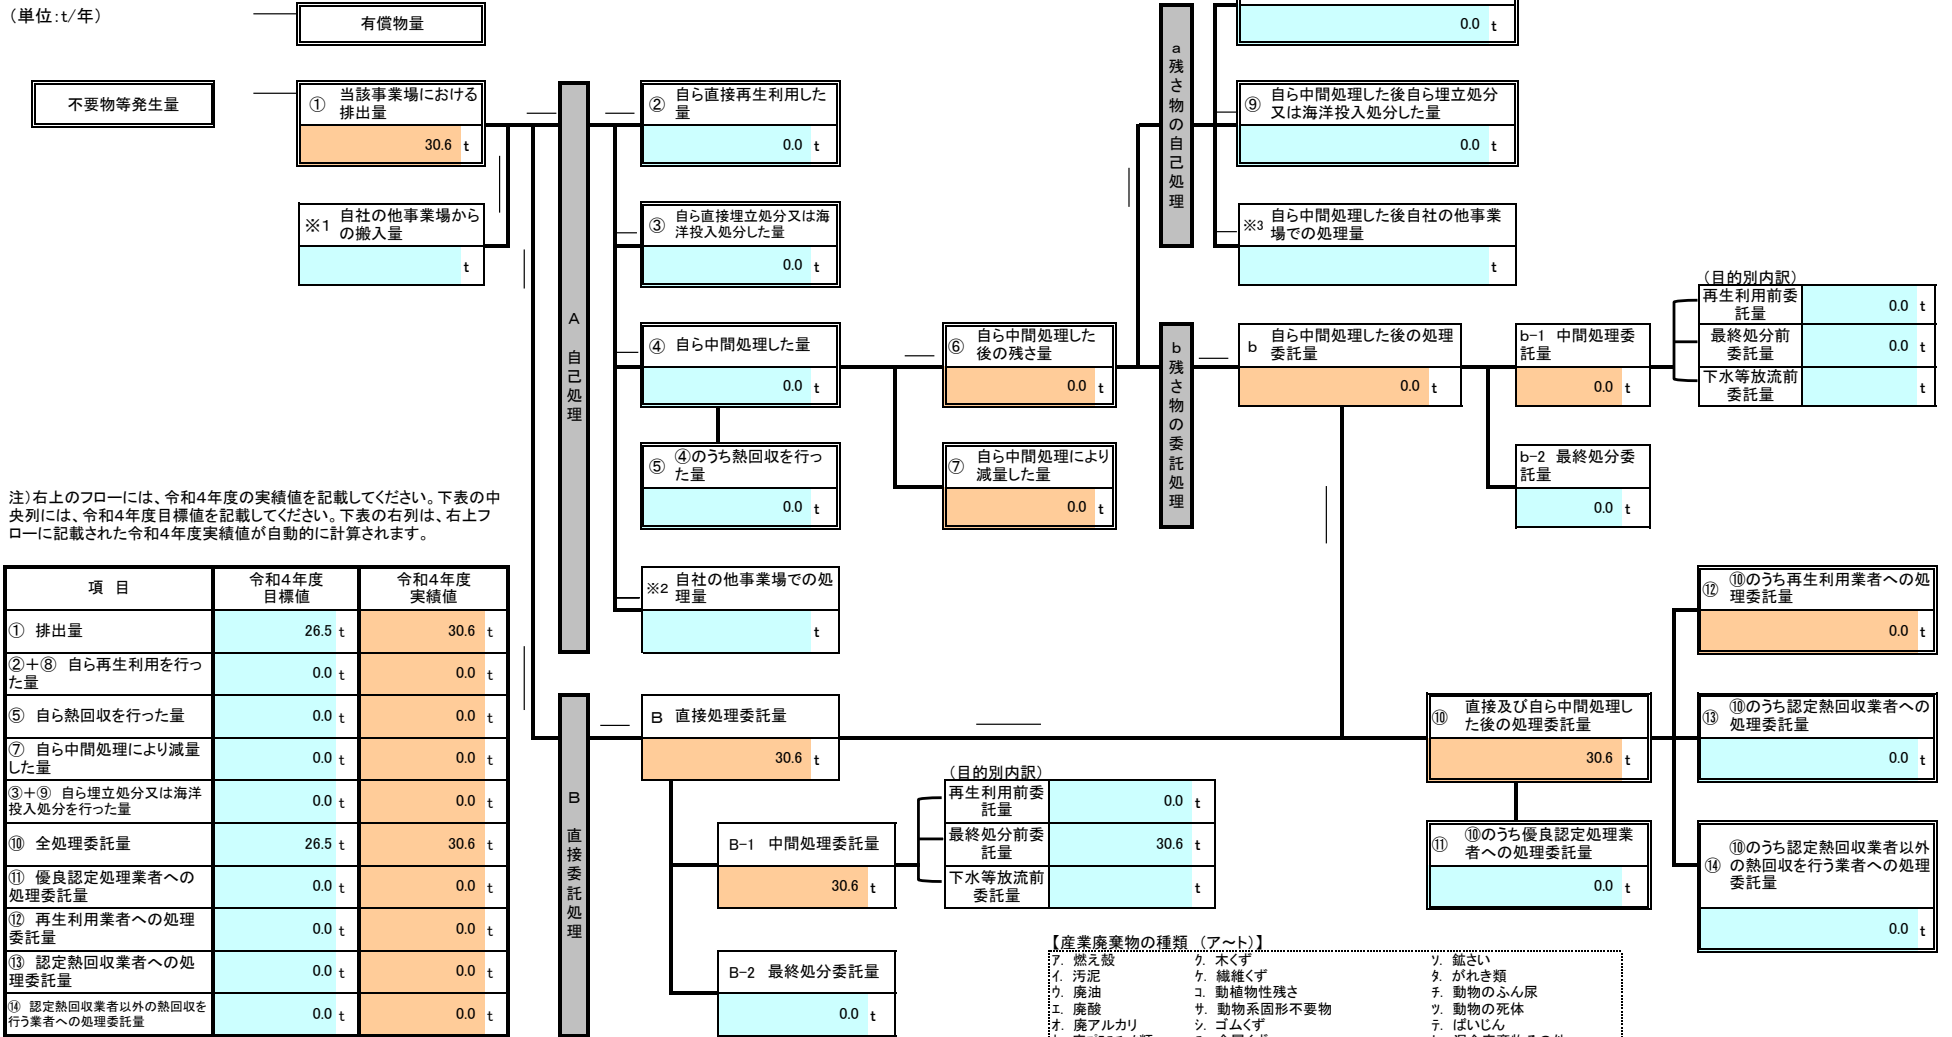 (単位:t/年)
有償物量
0.0 t
不要物等発生量
① 当該事業場における
排出量
30.6 t
※1 自社の他事業場から
の搬入量
t
A 自己処理
② 自ら直接再生利用した
量
0.0 t
③ 自ら直接埋立処分又は海
洋投入処分した量
0.0 t
④ 自ら中間処理した量
0.0 t
⑤ ④のうち熱回収を行っ
た量
0.0 t
※2 自社の他事業場での処
理量
t
⑥ 自ら中間処理した
後の残さ量
0.0 t
⑦ 自ら中間処理により
減量した量
0.0 t
a残さ物の自己処理
⑨ 自ら中間処理した後自ら埋立処分
又は海洋投入処分した量
0.0 t
※3 自ら中間処理した後自社の他事業
場での処理量
t
b残さ物の委託処理
b 自ら中間処理した後の処理
委託量
0.0 t
b-1 中間処理委
託量
0.0 t
b-2 最終処分委
託量
0.0 t
(目的別内訳)
再生利用前委
託量
0.0 t
最終処分前
委託量
0.0 t
下水等放流前
委託量
t
注)右上のフローには、令和4年度の実績値を記載してください。下表の中
央列には、令和4年度目標値を記載してください。下表の右列は、右上フ
ローに記載された令和4年度実績値が自動的に計算されます。
項 目 令和4年度
目標値 令和4年度
実績値
① 排出量 26.5 t 30.6 t
②+⑧ 自ら再生利用を行っ
た量 0.0 t 0.0 t
⑤ 自ら熱回収を行った量 0.0 t 0.0 t
⑦ 自ら中間処理により減量
した量 0.0 t 0.0 t
③+⑨ 自ら埋立処分又は海洋
投入処分を行った量 0.0 t 0.0 t
⑩ 全処理委託量 26.5 t 30.6 t
⑪ 優良認定処理業者への
処理委託量 0.0 t 0.0 t
⑫ 再生利用業者への処理
委託量 0.0 t 0.0 t
⑬ 認定熱回収業者への処
理委託量 0.0 t 0.0 t
⑭ 認定熱回収業者以外の熱回収を
行う業者への処理委託量 0.0 t 0.0 t
B 直接委託処理
B 直接処理委託量
30.6 t
B-1 中間処理委託量
30.6 t
B-2 最終処分委託量
0.0 t
(目的別内訳)
再生利用前委
託量
0.0 t
最終処分前委
託量
30.6 t
下水等放流前
委託量
t
⑩ 直接及び自ら中間処理し
た後の処理委託量
30.6 t
⑪ ⑩のうち優良認定処理業
者への処理委託量
0.0 t
⑫ ⑩のうち再生利用業者への処
理委託量
0.0 t
⑬ ⑩のうち認定熱回収業者への
処理委託量
0.0 t
⑭ ⑩のうち認定熱回収業者以外
の熱回収を行う業者への処理
委託量
0.0 t
【産業廃棄物の種類 (ア~ト)】
ア. 燃え殻 ク. 木くず ソ. 鉱さい
イ. 汚泥 ケ. 繊維くず タ. がれき類
ウ. 廃油 コ. 動植物性残さ チ. 動物のふん尿
エ. 廃酸 サ. 動物系固形不要物 ツ. 動物の死体
オ. 廃アルカリ シ. ゴムくず テ. ばいじん